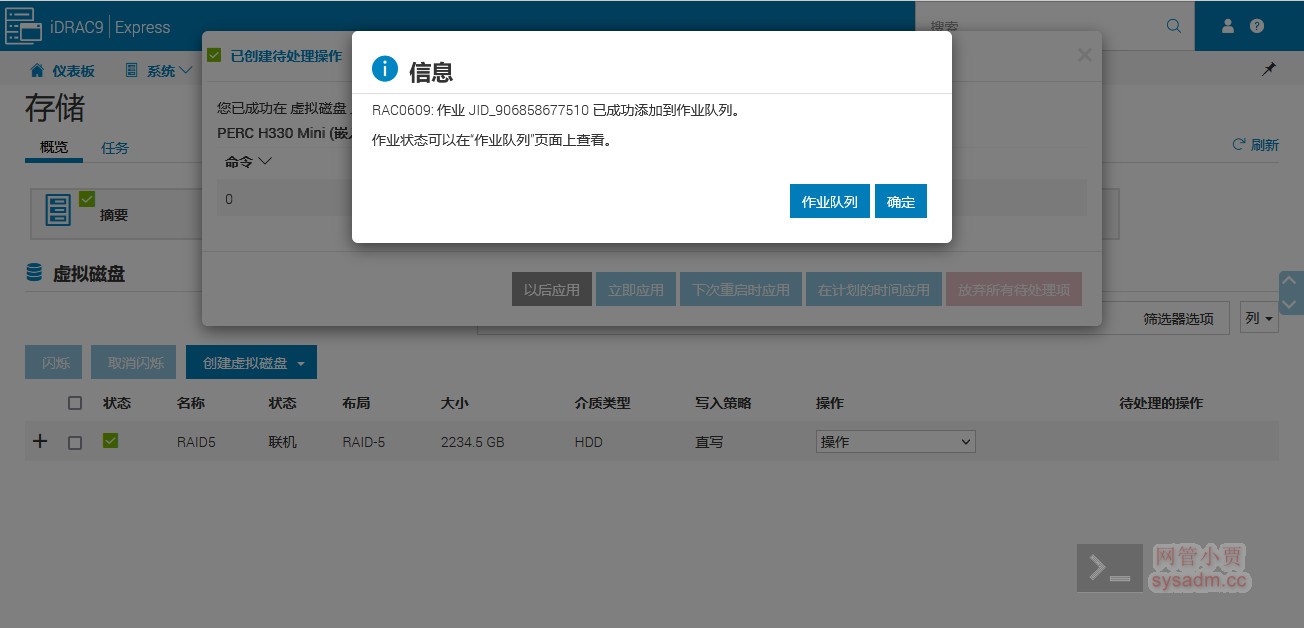 iDRAC9 | Express
搜索
仪表板 系统
存储
概览 任务
刷新
摘要
已创建待处理操作
您已成功在 虚拟磁盘
PERC H330 Mini (嵌
命令
0
信息
RAC0609: 作业 JID_906858677510 已成功添加到作业队列。
作业状态可以在"作业队列"页面上查看。
作业队列 确定
以后应用 立即应用 下次重启时应用 在计划的时间应用 放弃所有待处理项
虚拟磁盘
筛选器选项 列
闪烁 取消闪烁 创建虚拟磁盘
状态 名称 状态 布局 大小 介质类型 写入策略 操作 待处理的操作
RAID5 联机 RAID-5 2234.5 GB HDD 直写 操作
网管小贾
sysadm.cc